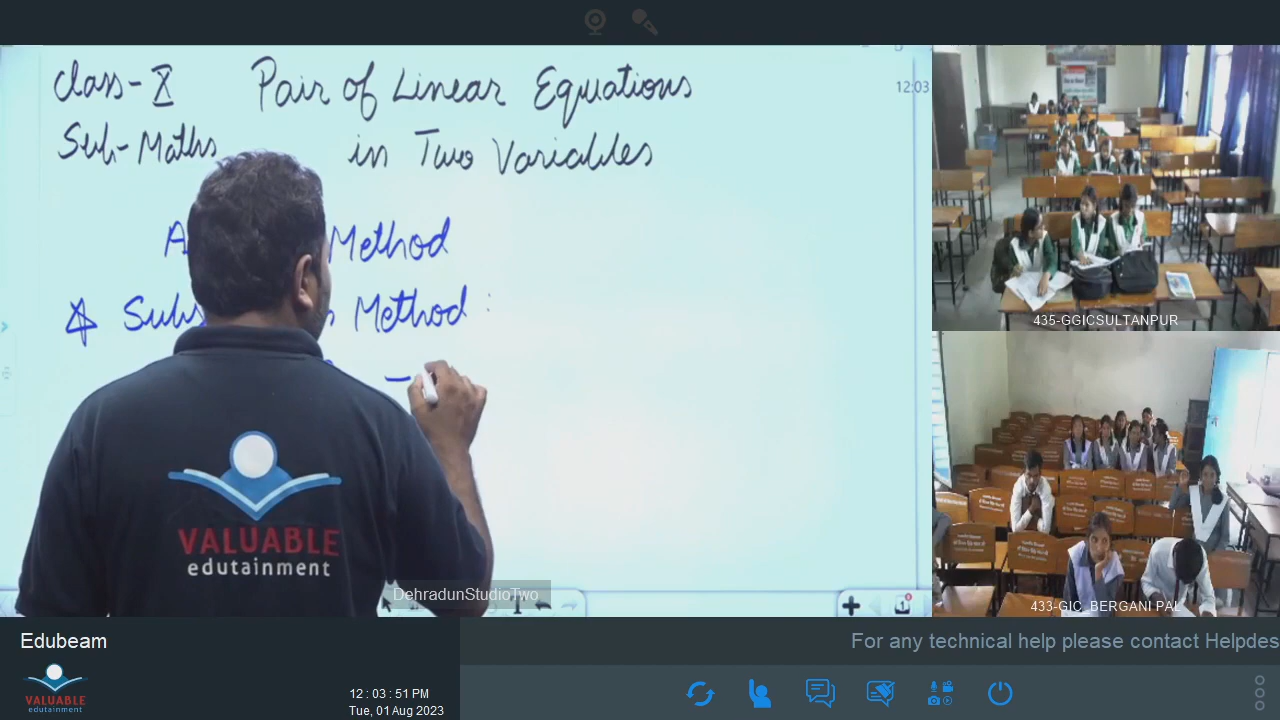 Class-X Pair of Linear Equations
Sub-Maths in Two Variables
12:03
Method
Method :
VALUABLE
edutainment
DehradunStudioTwo
1
435-GGICSULTANPUR
433-GIC_BERGANI PAL
Edubeam
For any technical help please contact Helpdes
VALUABLE
edutainment
12 : 03 : 51 PM
Tue, 01 Aug 2023